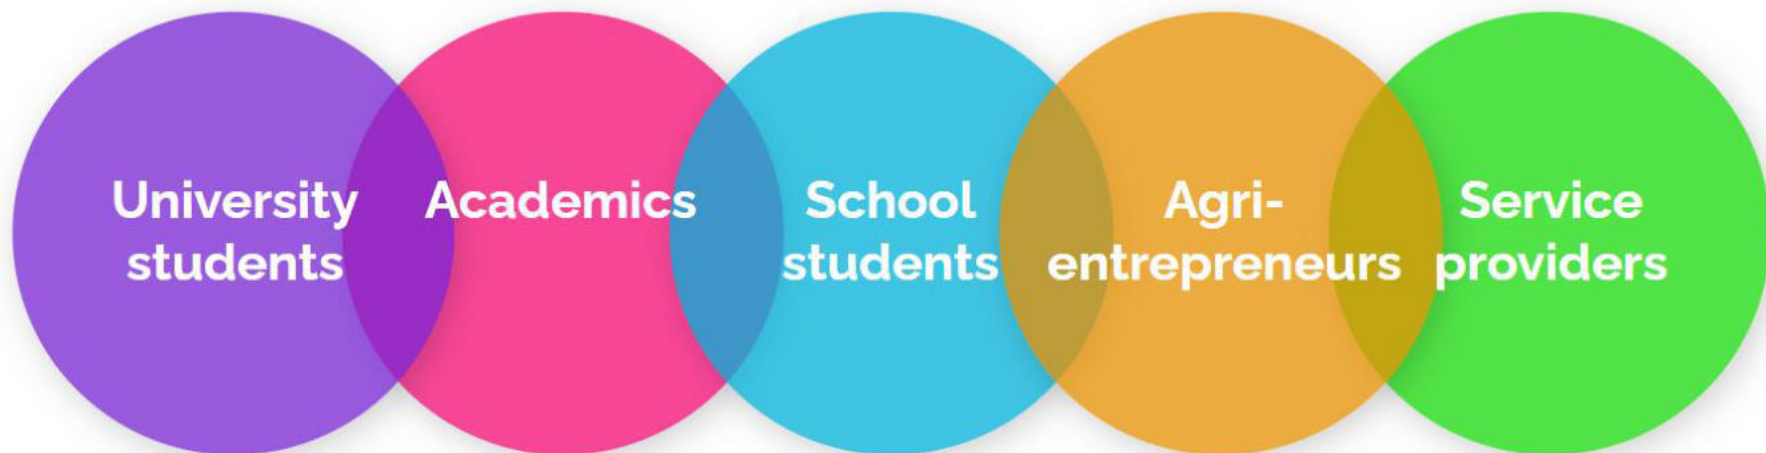 University
students
Academics
School
students
Agri-
entrepreneurs
Service
providers